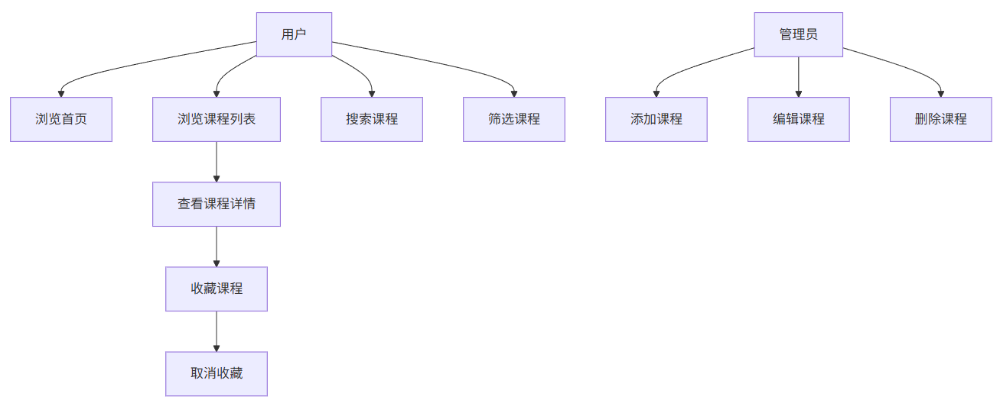 用户
管理员
浏览首页
浏览课程列表
搜索课程
筛选课程
添加课程
编辑课程
删除课程
查看课程详情
收藏课程
取消收藏